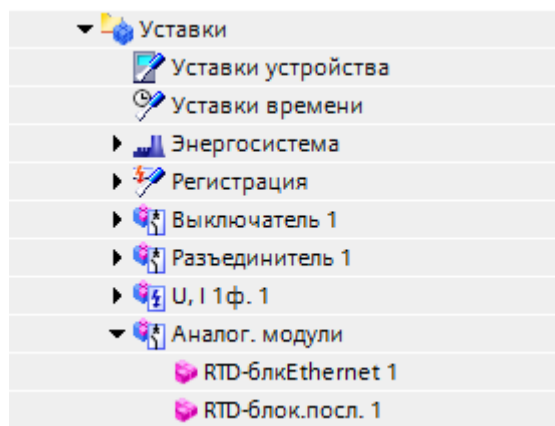 Уставки
Уставки устройства
Уставки времени
Энергосистема
Регистрация
Выключатель 1
Разъединитель 1
U, I 1ф. 1
Аналог. модули
RTD-блкEthernet 1
RTD-блок.посл. 1